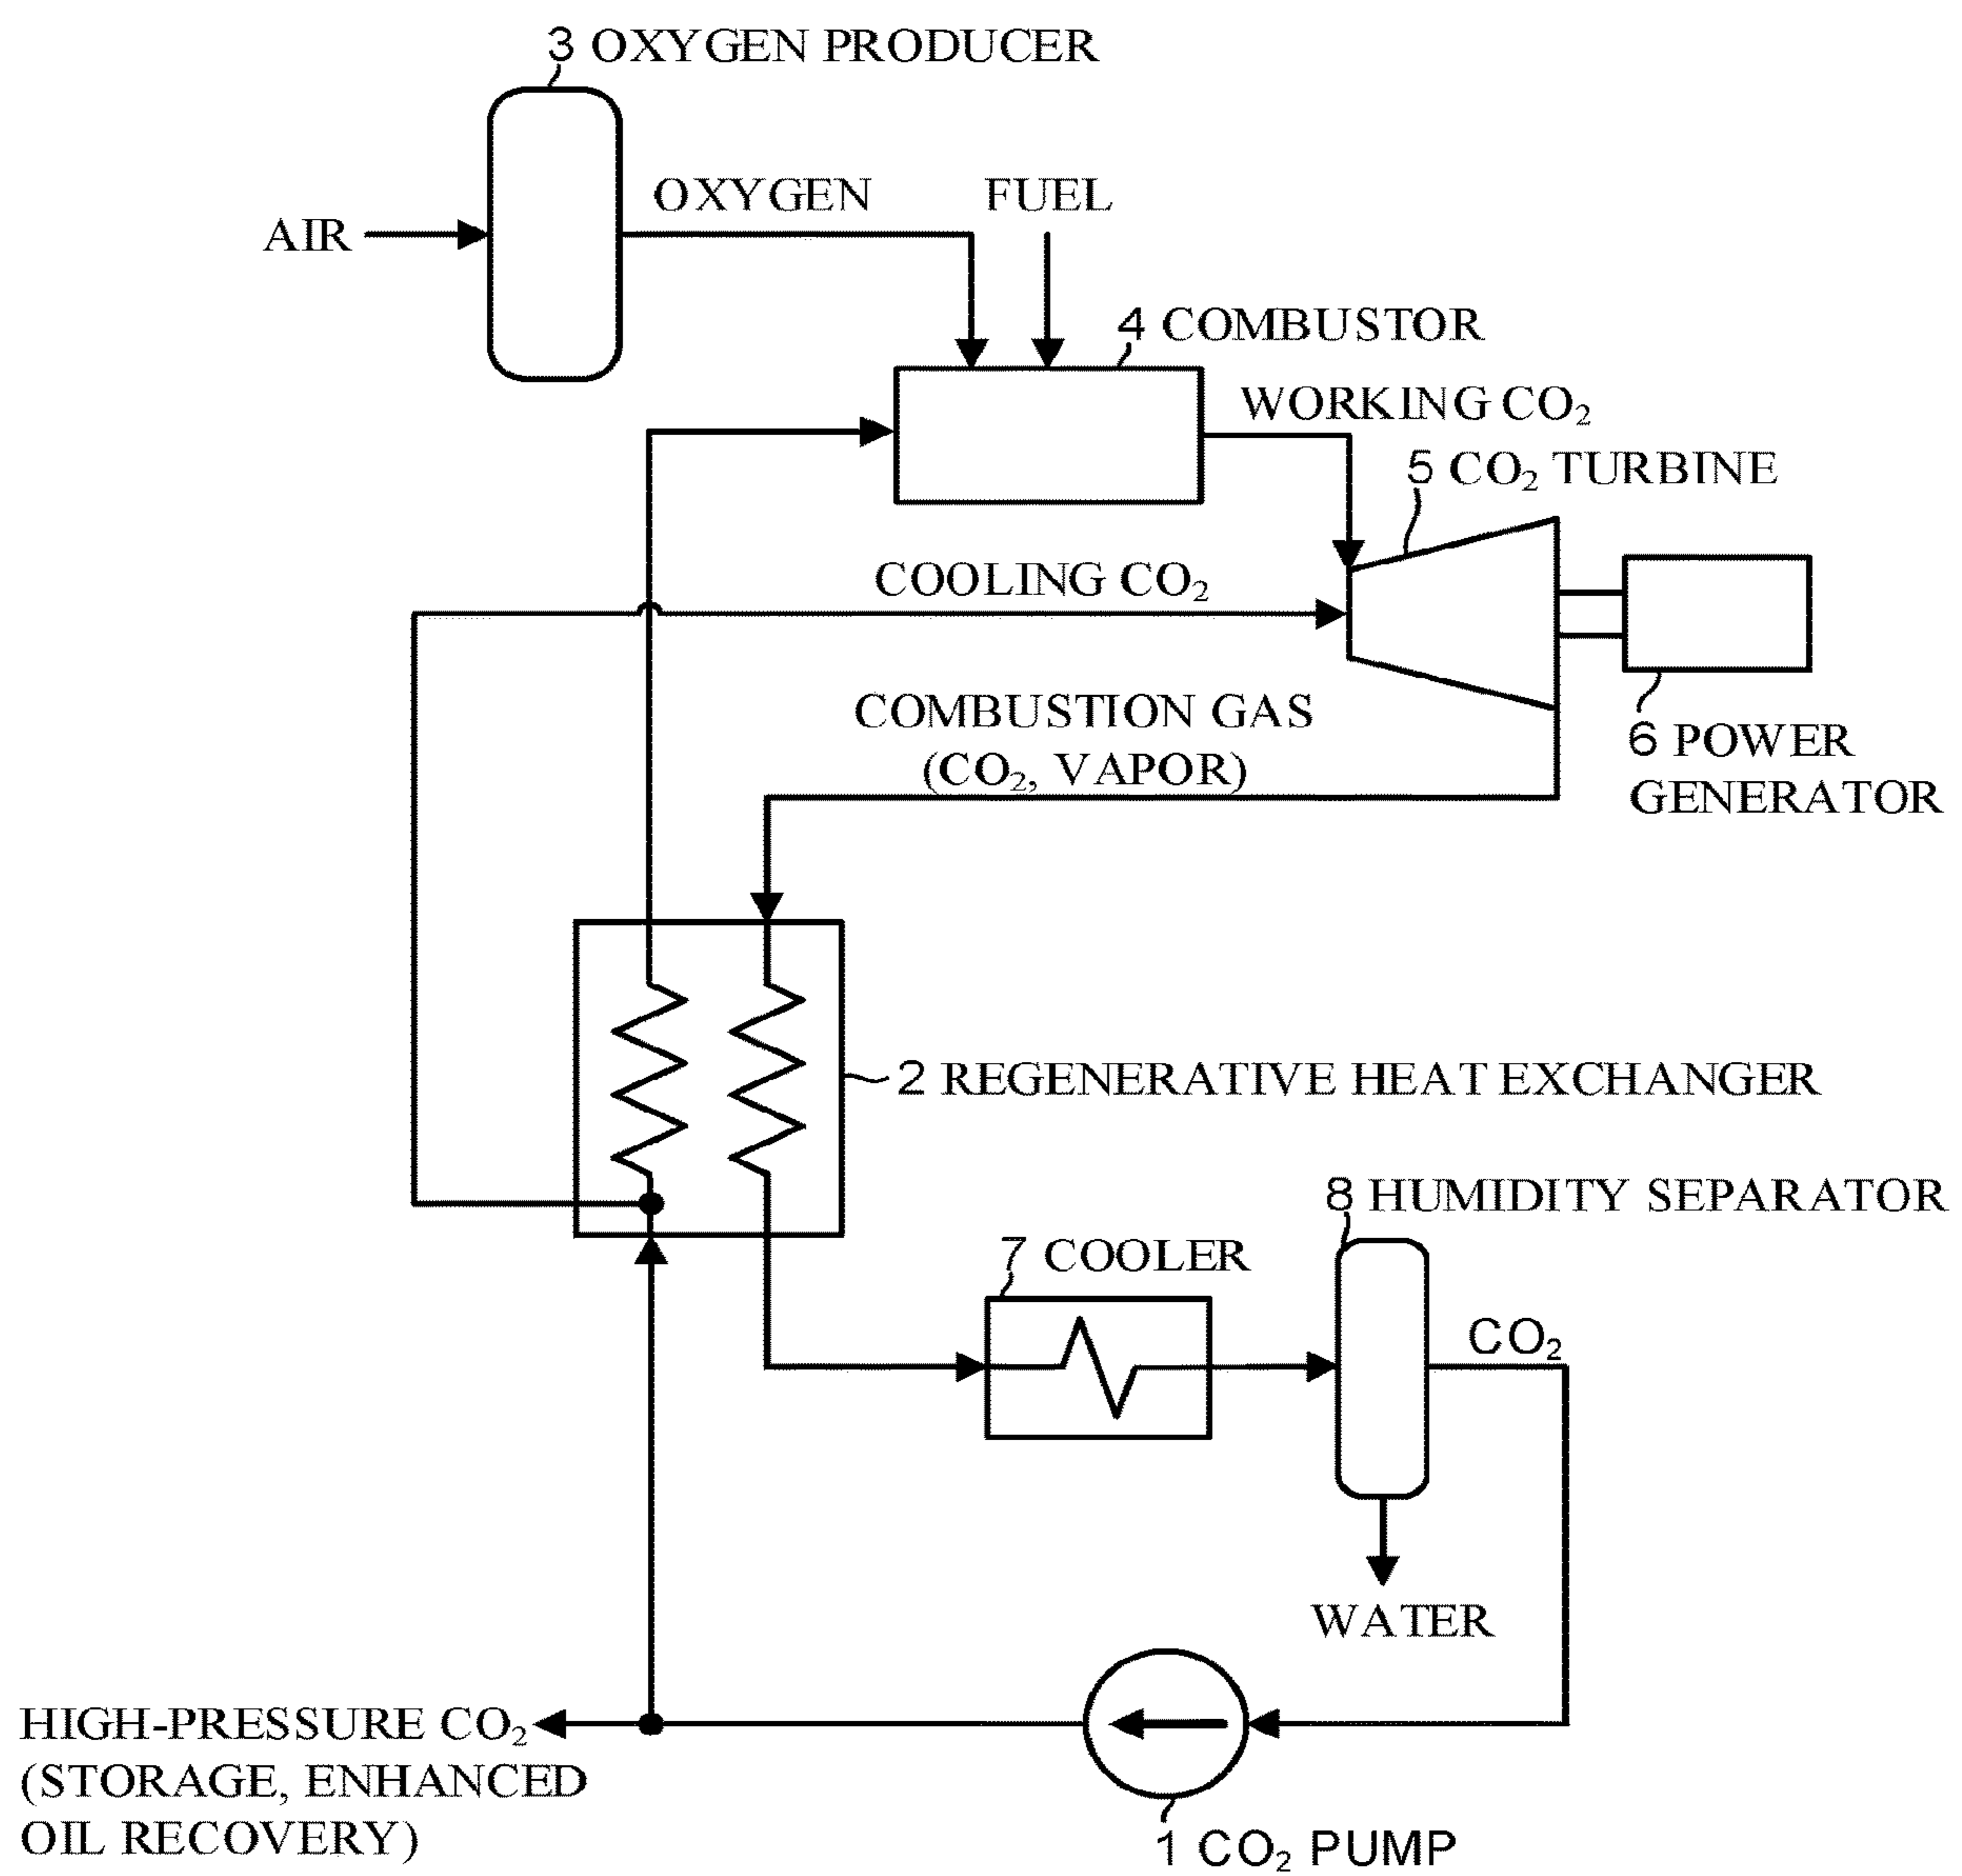 3 OXYGEN PRODUCER
OXYGEN
FUEL
AIR
4 COMBUSTOR
WORKING CO₂
5 CO₂ TURBINE
COOLING CO₂
COMBUSTION GAS
(CO₂, VAPOR)
6 POWER
GENERATOR
2 REGENERATIVE HEAT EXCHANGER
8 HUMIDITY SEPARATOR
7 COOLER
CO₂
WATER
HIGH-PRESSURE CO₂
(STORAGE, ENHANCED
OIL RECOVERY)
1 CO₂ PUMP